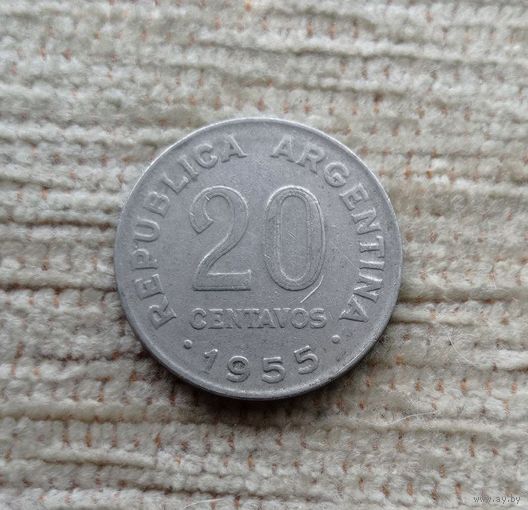 REPUBLICA ARGENTINA
20
CENTAVOS
· 1955 ·
www.ay.by